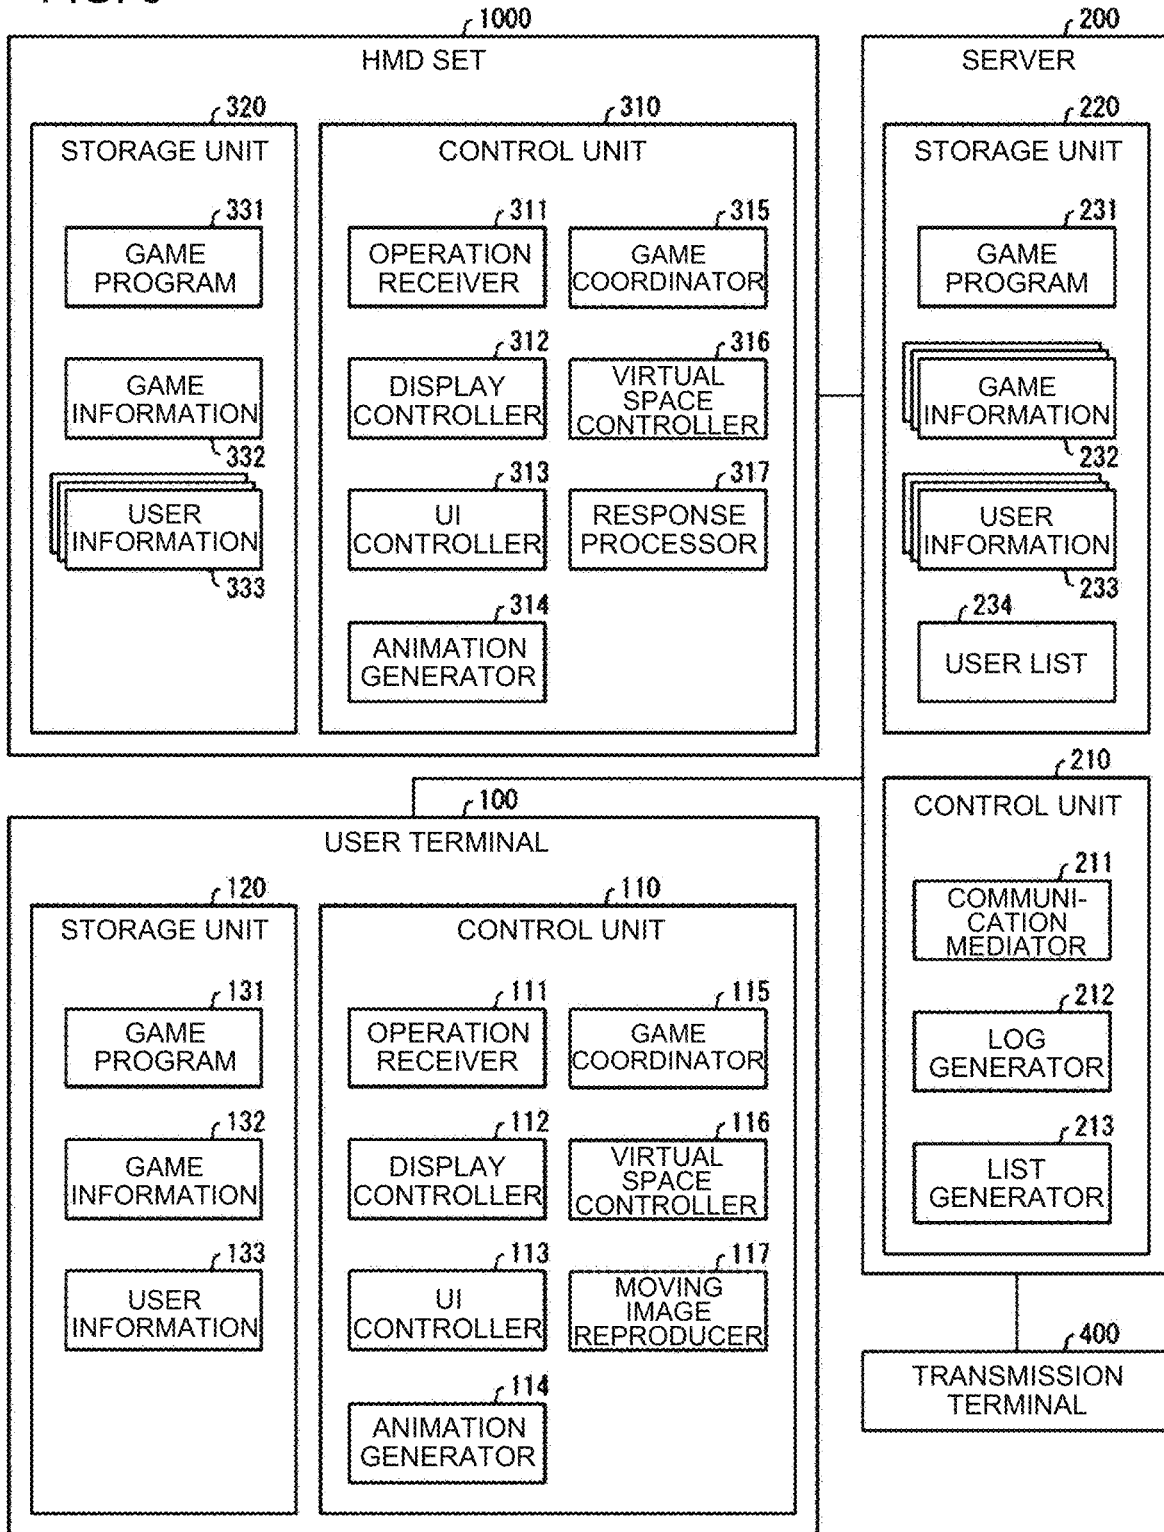 1000
HMD SET
320
STORAGE UNIT
331
GAME
PROGRAM
GAME
INFORMATION
332
USER
INFORMATION
333
310
CONTROL UNIT
311
OPERATION
RECEIVER
315
GAME
COORDINATOR
312
DISPLAY
CONTROLLER
316
VIRTUAL
SPACE
CONTROLLER
313
UI
CONTROLLER
317
RESPONSE
PROCESSOR
314
ANIMATION
GENERATOR
200
SERVER
220
STORAGE UNIT
231
GAME
PROGRAM
GAME
INFORMATION
232
USER
INFORMATION
233
234
USER LIST
210
CONTROL UNIT
211
COMMUNI-
CATION
MEDIATOR
212
LOG
GENERATOR
213
LIST
GENERATOR
100
USER TERMINAL
120
STORAGE UNIT
131
GAME
PROGRAM
132
GAME
INFORMATION
133
USER
INFORMATION
110
CONTROL UNIT
111
OPERATION
RECEIVER
115
GAME
COORDINATOR
112
DISPLAY
CONTROLLER
116
VIRTUAL
SPACE
CONTROLLER
113
UI
CONTROLLER
117
MOVING
IMAGE
REPRODUCER
114
ANIMATION
GENERATOR
400
TRANSMISSION
TERMINAL